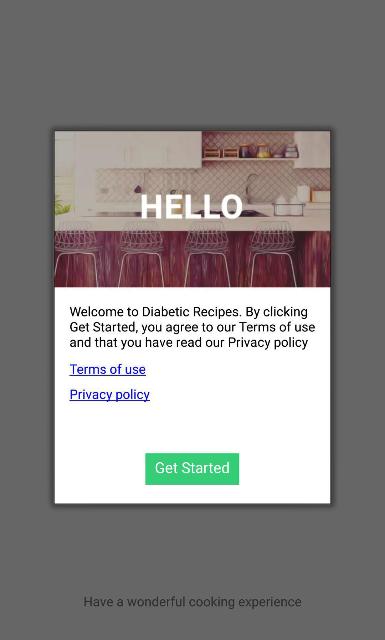 HELLO
Welcome to Diabetic Recipes. By clicking
Get Started, you agree to our Terms of use
and that you have read our Privacy policy
Terms of use
Privacy policy
Get Started
Have a wonderful cooking experience